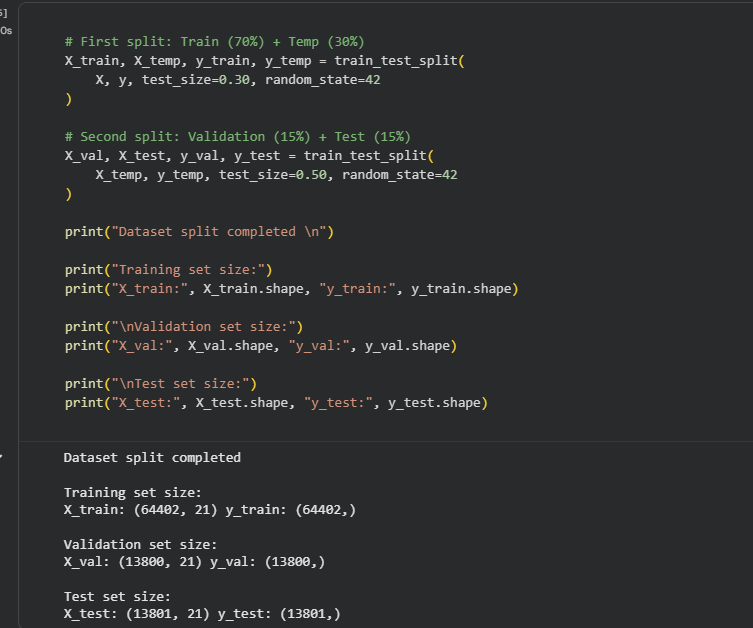 5]
0s
# First split: Train (70%) + Temp (30%)
X_train, X_temp, y_train, y_temp = train_test_split(
    X, y, test_size=0.30, random_state=42
)
# Second split: Validation (15%) + Test (15%)
X_val, X_test, y_val, y_test = train_test_split(
    X_temp, y_temp, test_size=0.50, random_state=42
)
print("Dataset split completed \n")
print("Training set size:")
print("X_train:", X_train.shape, "y_train:", y_train.shape)
print("\nValidation set size:")
print("X_val:", X_val.shape, "y_val:", y_val.shape)
print("\nTest set size:")
print("X_test:", X_test.shape, "y_test:", y_test.shape)
Dataset split completed
Training set size:
X_train: (64402, 21) y_train: (64402,)
Validation set size:
X_val: (13800, 21) y_val: (13800,)
Test set size:
X_test: (13801, 21) y_test: (13801,)